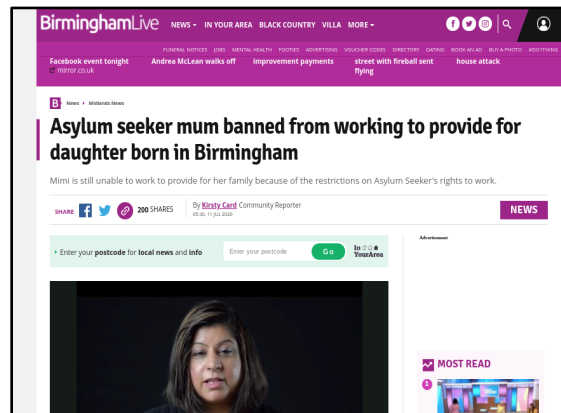 BirminghamLive
NEWS IN YOUR AREA BLACK COUNTRY VILLA MORE
FUNERAL NOTICES JOBS MENTAL HEALTH FOOTIES ADVERTISING VOUCHER CODES DIRECTORY DATING BOOK AN AD BUY A PHOTO #DOITHING
Facebook event tonight
mirror.co.uk
Andrea McLean walks off
improvement payments
street with fireball sent
flying
house attack
B
News Midlands News
Asylum seeker mum banned from working to provide for
daughter born in Birmingham
Mimi is still unable to work to provide for her family because of the restrictions on Asylum Seeker's rights to work.
SHARE 200 SHARES
By Kirsty Card Community Reporter
05:00, 11 JUL 2020
NEWS
Enter your postcode for local news and info
Enter your postcode
Go
In
YourArea
Advertisement
MOST READ
1